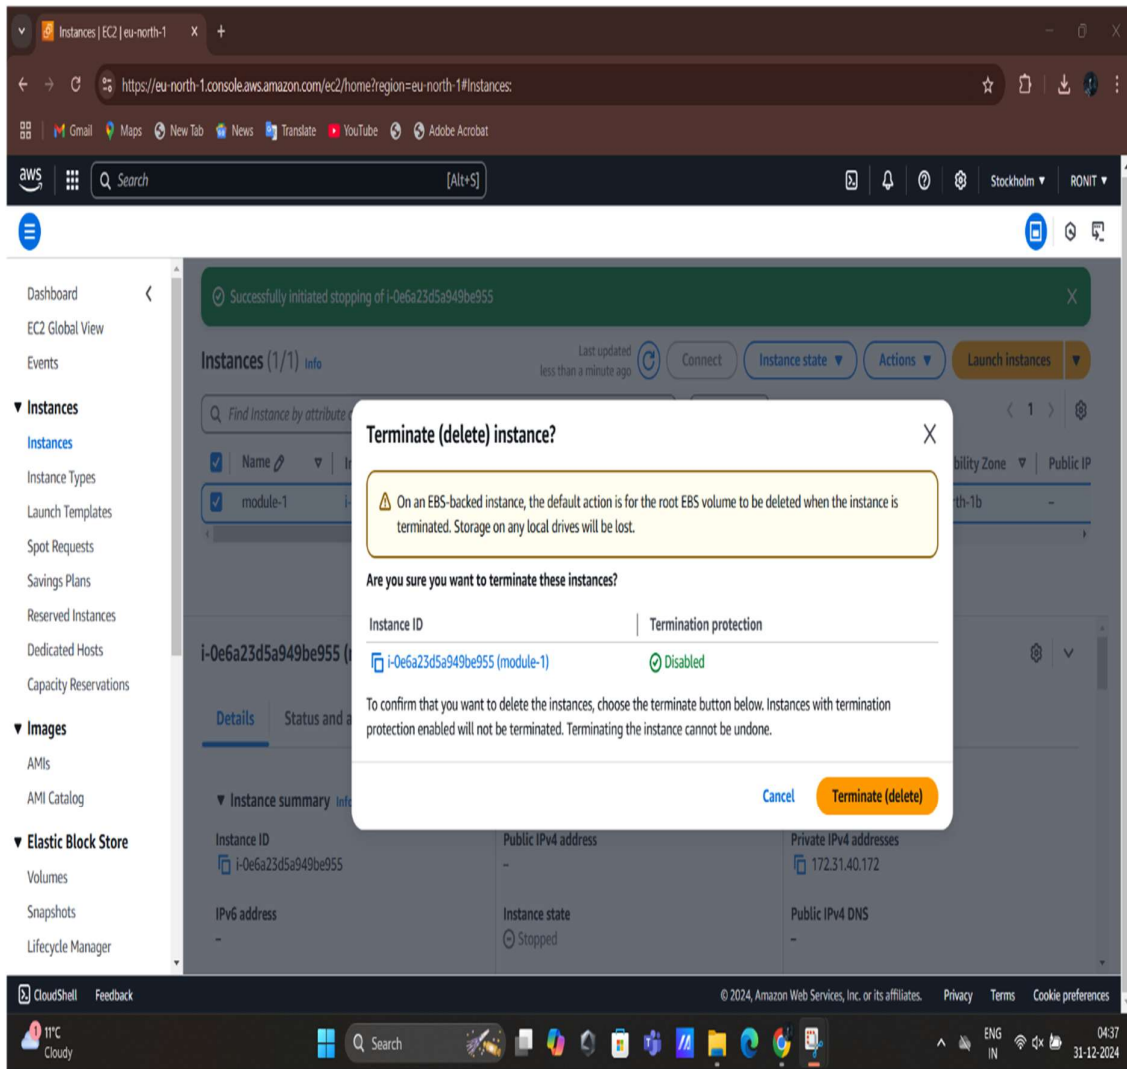 Instances | EC2 | eu-north-1
https://eu-north-1.console.aws.amazon.com/ec2/home?region=eu-north-1#Instances:
Gmail Maps New Tab News Translate YouTube Adobe Acrobat
aws Search [Alt+S] Stockholm ▼ RONIT ▼
Dashboard
EC2 Global View
Events
▼ Instances
Instances
Instance Types
Launch Templates
Spot Requests
Savings Plans
Reserved Instances
Dedicated Hosts
Capacity Reservations
▼ Images
AMIs
AMI Catalog
▼ Elastic Block Store
Volumes
Snapshots
Lifecycle Manager
Successfully initiated stopping of i-0e6a23d5a949be955
Instances (1/1) Info
Last updated
less than a minute ago
Connect Instance state ▼ Actions ▼ Launch instances ▼
Find Instance by attribute
1
Name bility Zone Public IP
module-1 i- th-1b –
Terminate (delete) instance?
On an EBS-backed instance, the default action is for the root EBS volume to be deleted when the instance is
terminated. Storage on any local drives will be lost.
Are you sure you want to terminate these instances?
Instance ID Termination protection
i-0e6a23d5a949be955 (module-1) Disabled
To confirm that you want to delete the instances, choose the terminate button below. Instances with termination
protection enabled will not be terminated. Terminating the instance cannot be undone.
Cancel Terminate (delete)
i-0e6a23d5a949be955
Details Status and a
▼ Instance summary Info
Instance ID
i-0e6a23d5a949be955
Public IPv4 address
–
Private IPv4 addresses
172.31.40.172
IPv6 address
–
Instance state
Stopped
Public IPv4 DNS
–
CloudShell Feedback © 2024, Amazon Web Services, Inc. or its affiliates. Privacy Terms Cookie preferences
1
11°C
Cloudy
Search
ENG
IN
04:37
31-12-2024